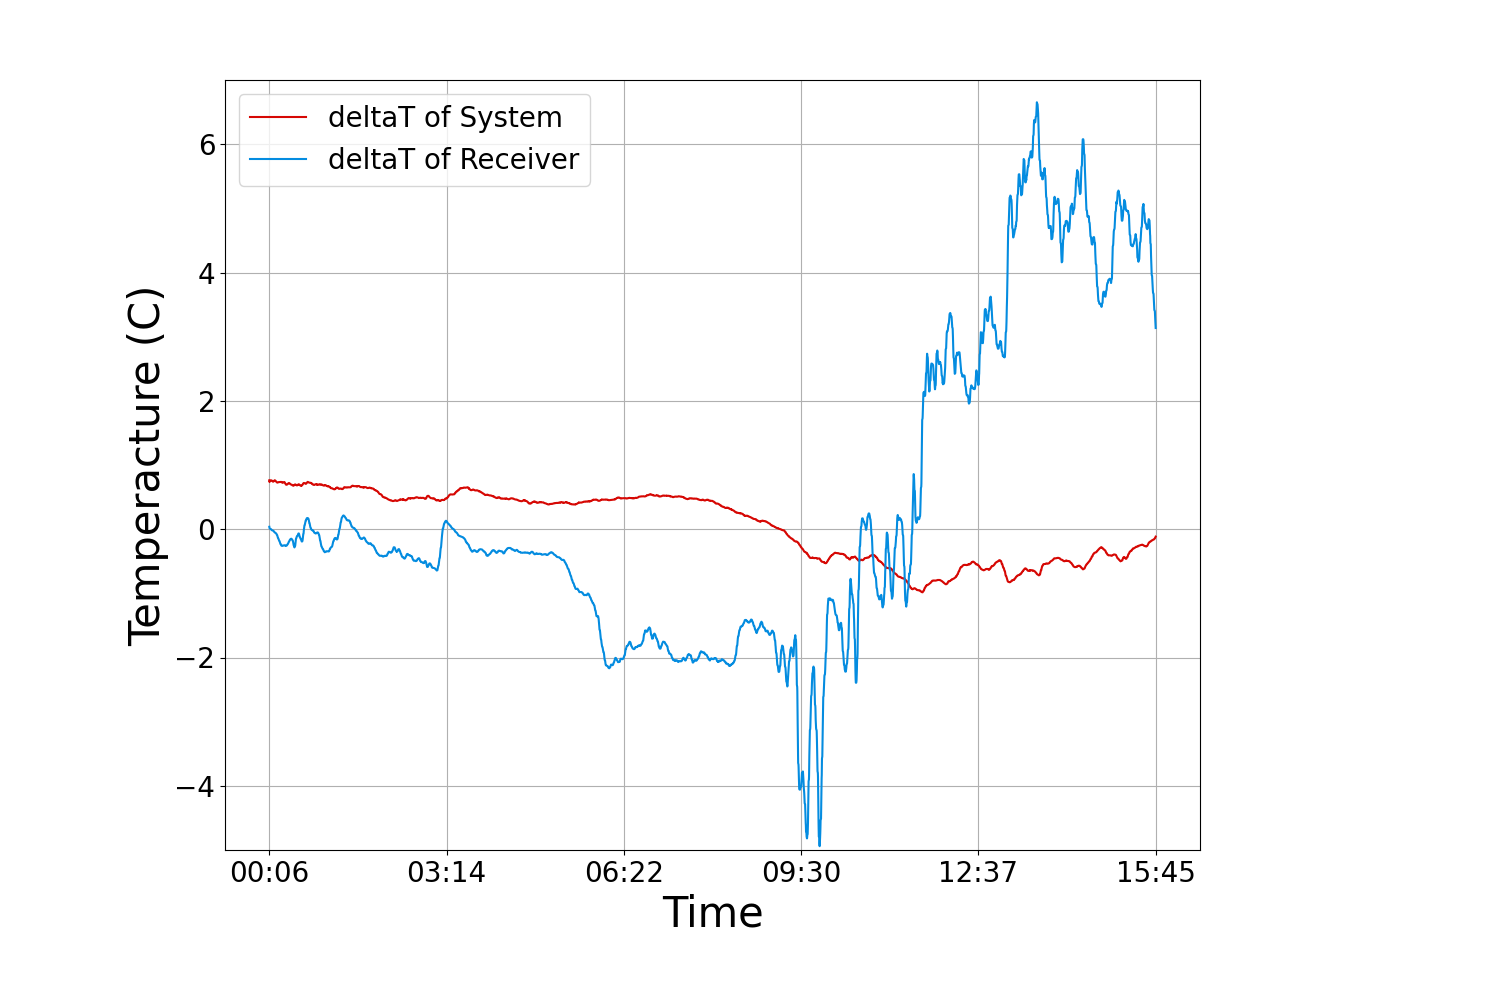 deltaT of System
deltaT of Receiver
6
4
2
0
−2
−4
Temperacture (C)
00:06 03:14 06:22 09:30 12:37 15:45
Time